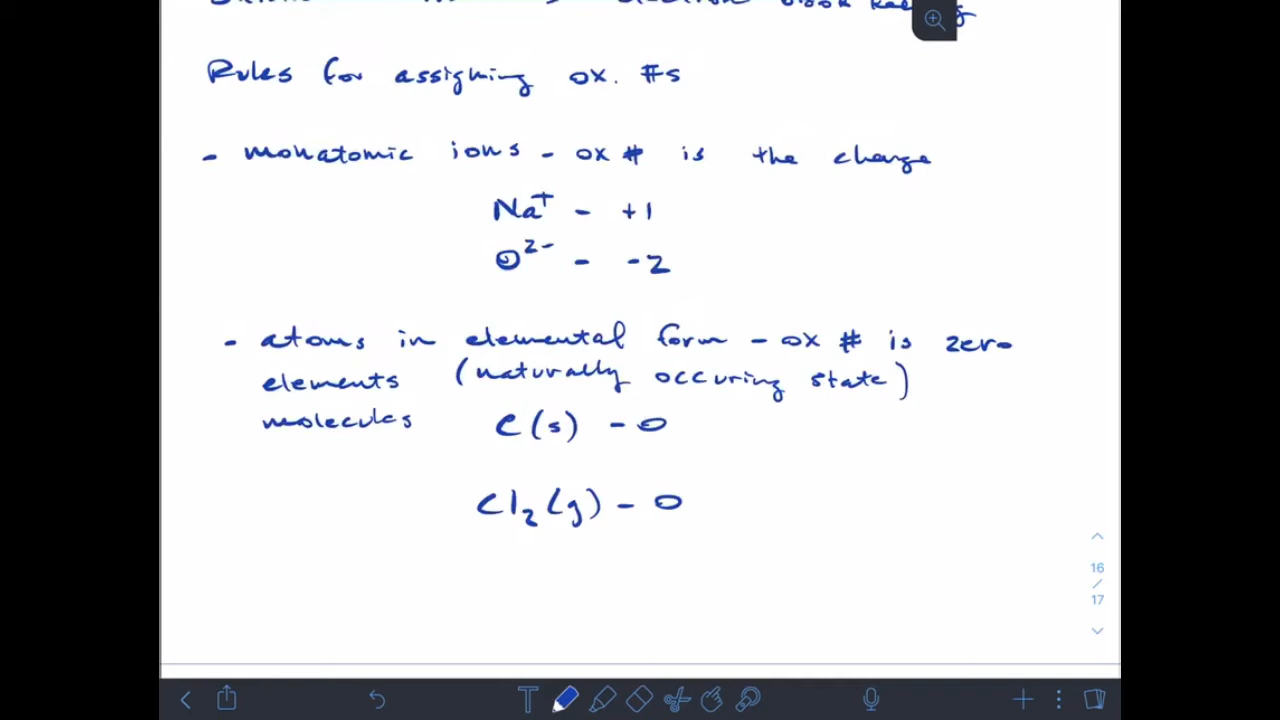 Rules for assigning ox. #s
- monatomic ions - ox # is the charge
Na⁺ - +1
O²⁻ - -2
- atoms in elemental form - ox # is zero
elements (naturally occuring state)
molecules C(s) - 0
Cl₂(g) - 0
16
/
17